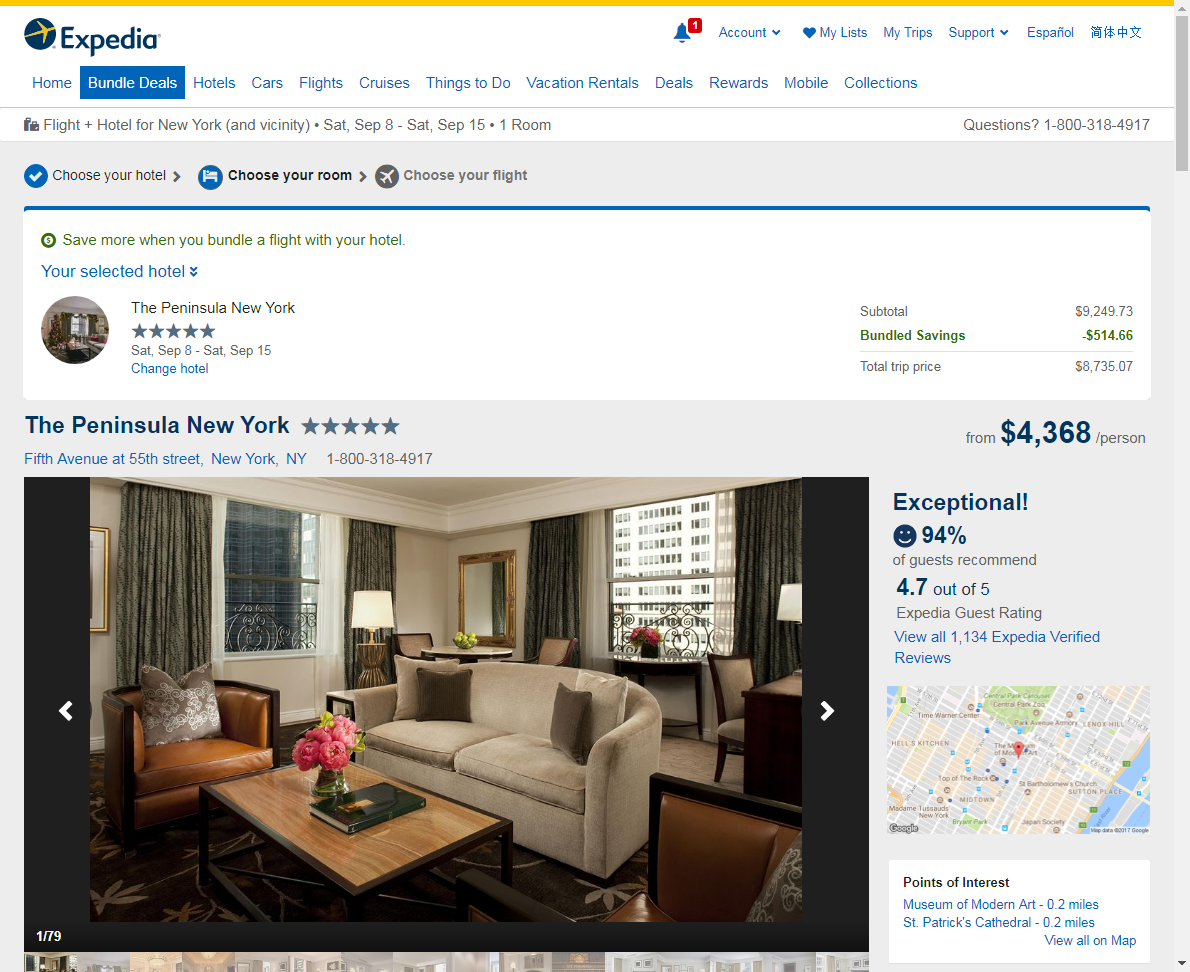 Expedia
1
Account
My Lists
My Trips
Support
Español
简体中文
Home
Bundle Deals
Hotels
Cars
Flights
Cruises
Things to Do
Vacation Rentals
Deals
Rewards
Mobile
Collections
Flight + Hotel for New York (and vicinity) • Sat, Sep 8 - Sat, Sep 15 • 1 Room
Questions? 1-800-318-4917
Choose your hotel
Choose your room
Choose your flight
Save more when you bundle a flight with your hotel.
Your selected hotel
The Peninsula New York
Sat, Sep 8 - Sat, Sep 15
Change hotel
Subtotal $9,249.73
Bundled Savings -$514.66
Total trip price $8,735.07
The Peninsula New York
from $4,368 /person
Fifth Avenue at 55th street, New York, NY 1-800-318-4917
1/79
Exceptional!
94%
of guests recommend
4.7 out of 5
Expedia Guest Rating
View all 1,134 Expedia Verified
Reviews
Central Park Carousel
Central Park Zoo
Time Warner Center
Park Avenue Armory
LENOX HILL
HELL'S KITCHEN
The Museum
of Modern Art
Top of The Rock
St Bartholomew's Church
SUTTON PLACE
MIDTOWN
Madame Tussauds
New York
Bryant Park
Japan Society
Google
Map data ©2017 Google
Points of Interest
Museum of Modern Art - 0.2 miles
St. Patrick's Cathedral - 0.2 miles
View all on Map